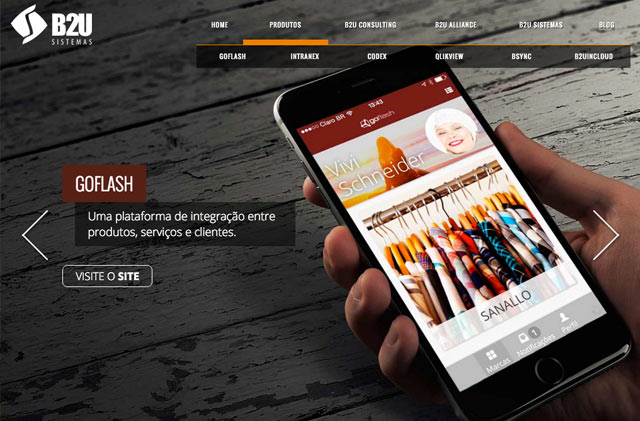 B2U
SISTEMAS
HOME PRODUTOS B2U CONSULTING B2U ALLIANCE B2U SISTEMAS BLOG
GOFLASH INTRANEX CODEX QLIKVIEW BSYNC B2UINCLOUD
GOFLASH
Uma plataforma de integração entre
produtos, serviços e clientes.
VISITE O SITE
Claro BR 13:43
goflash
Vivi
Schneider
SANALLO
Marcas Notificações 1 Perfil